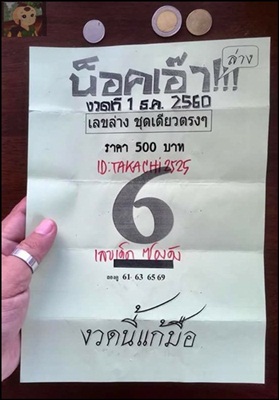 ล่าง
น็อคเอ๊า!!!
งวดที่ 1 ธ.ค. 2560
เลขล่าง ชุดเดียวตรงๆ
ราคา 500 บาท
ID:TAKACHI2525
6
เลขเด็ด ซองดัง
61 63 65 69
งวดนี้แก้มือ